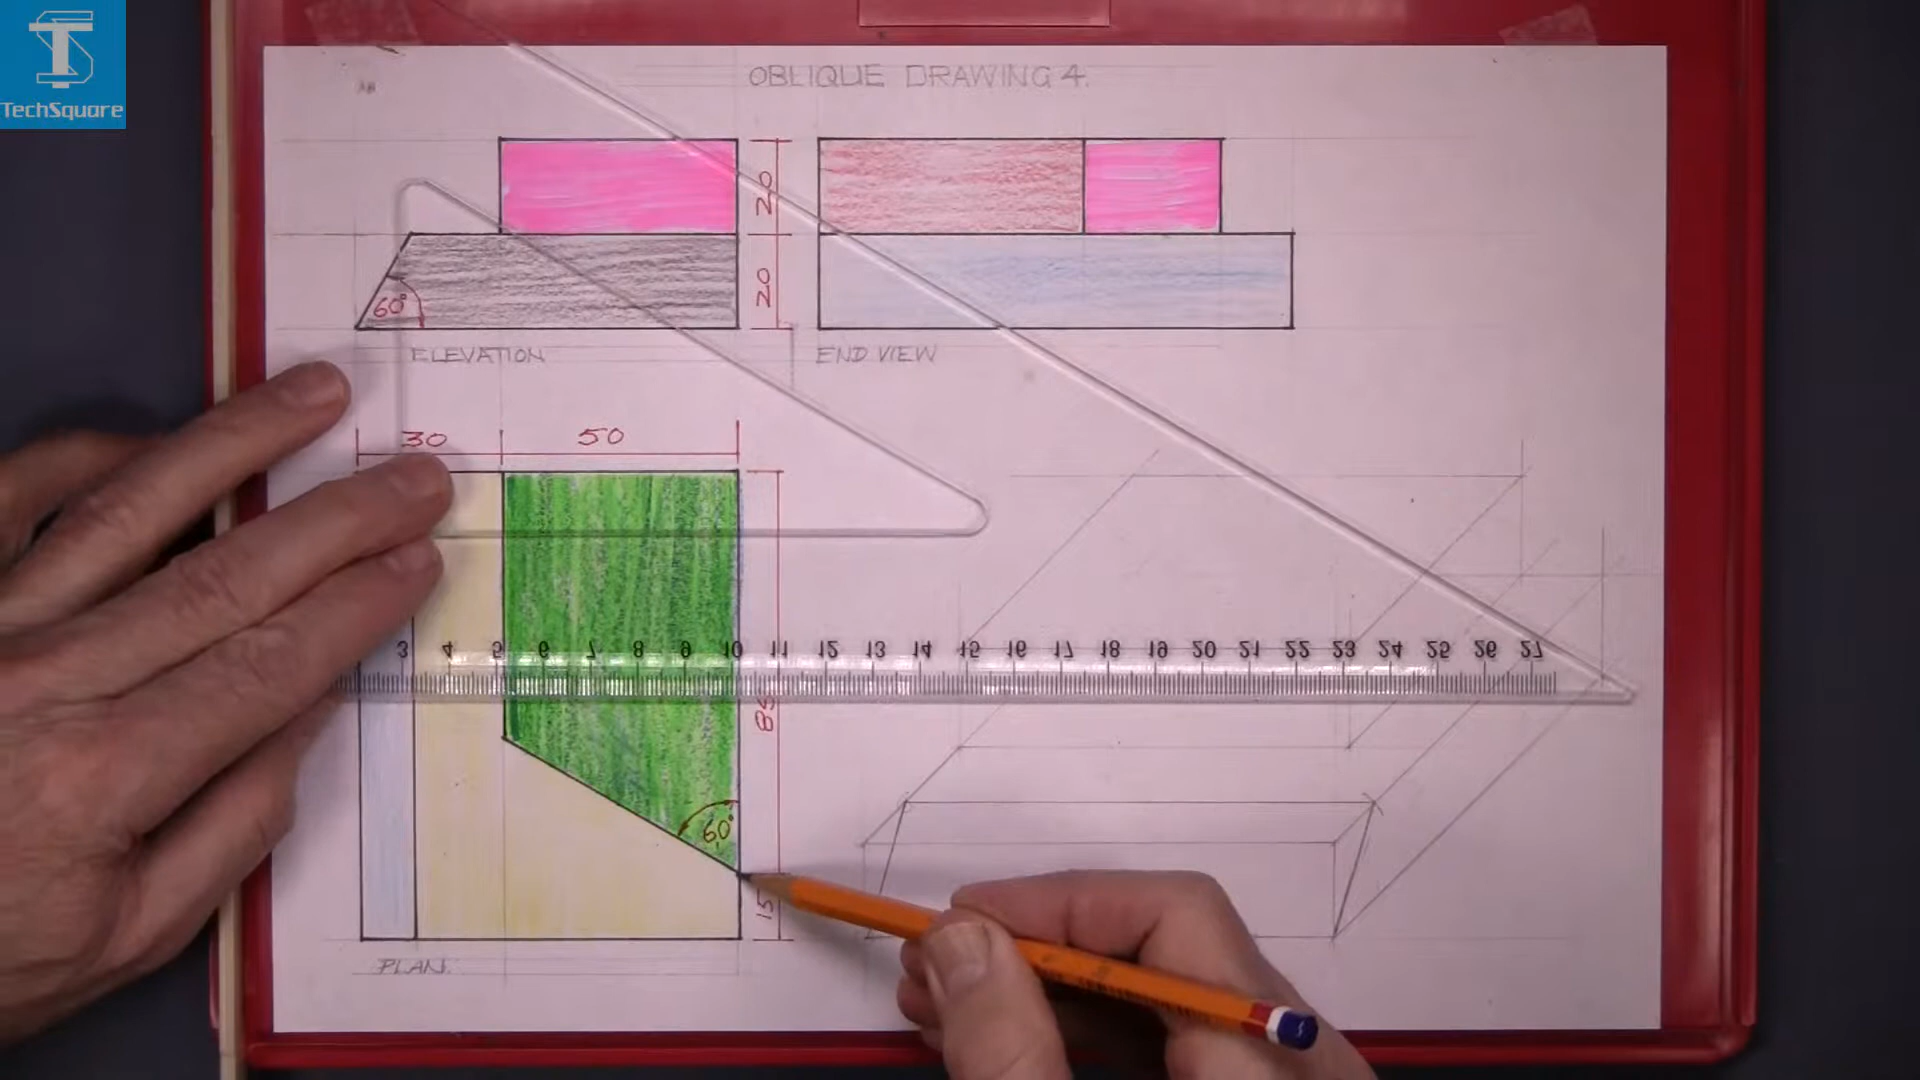 TechSquare
OBLIQUE DRAWING 4.
20
20
60°
ELEVATION
END VIEW
30
50
3 4 5 6 7 8 9 10 11 12 13 14 15 16 17 18 19 20 21 22 23 24 25 26 27
85
60°
15
PLAN.